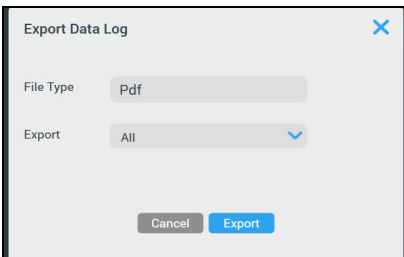 Export Data Log
File Type
Pdf
Export
All
Cancel
Export